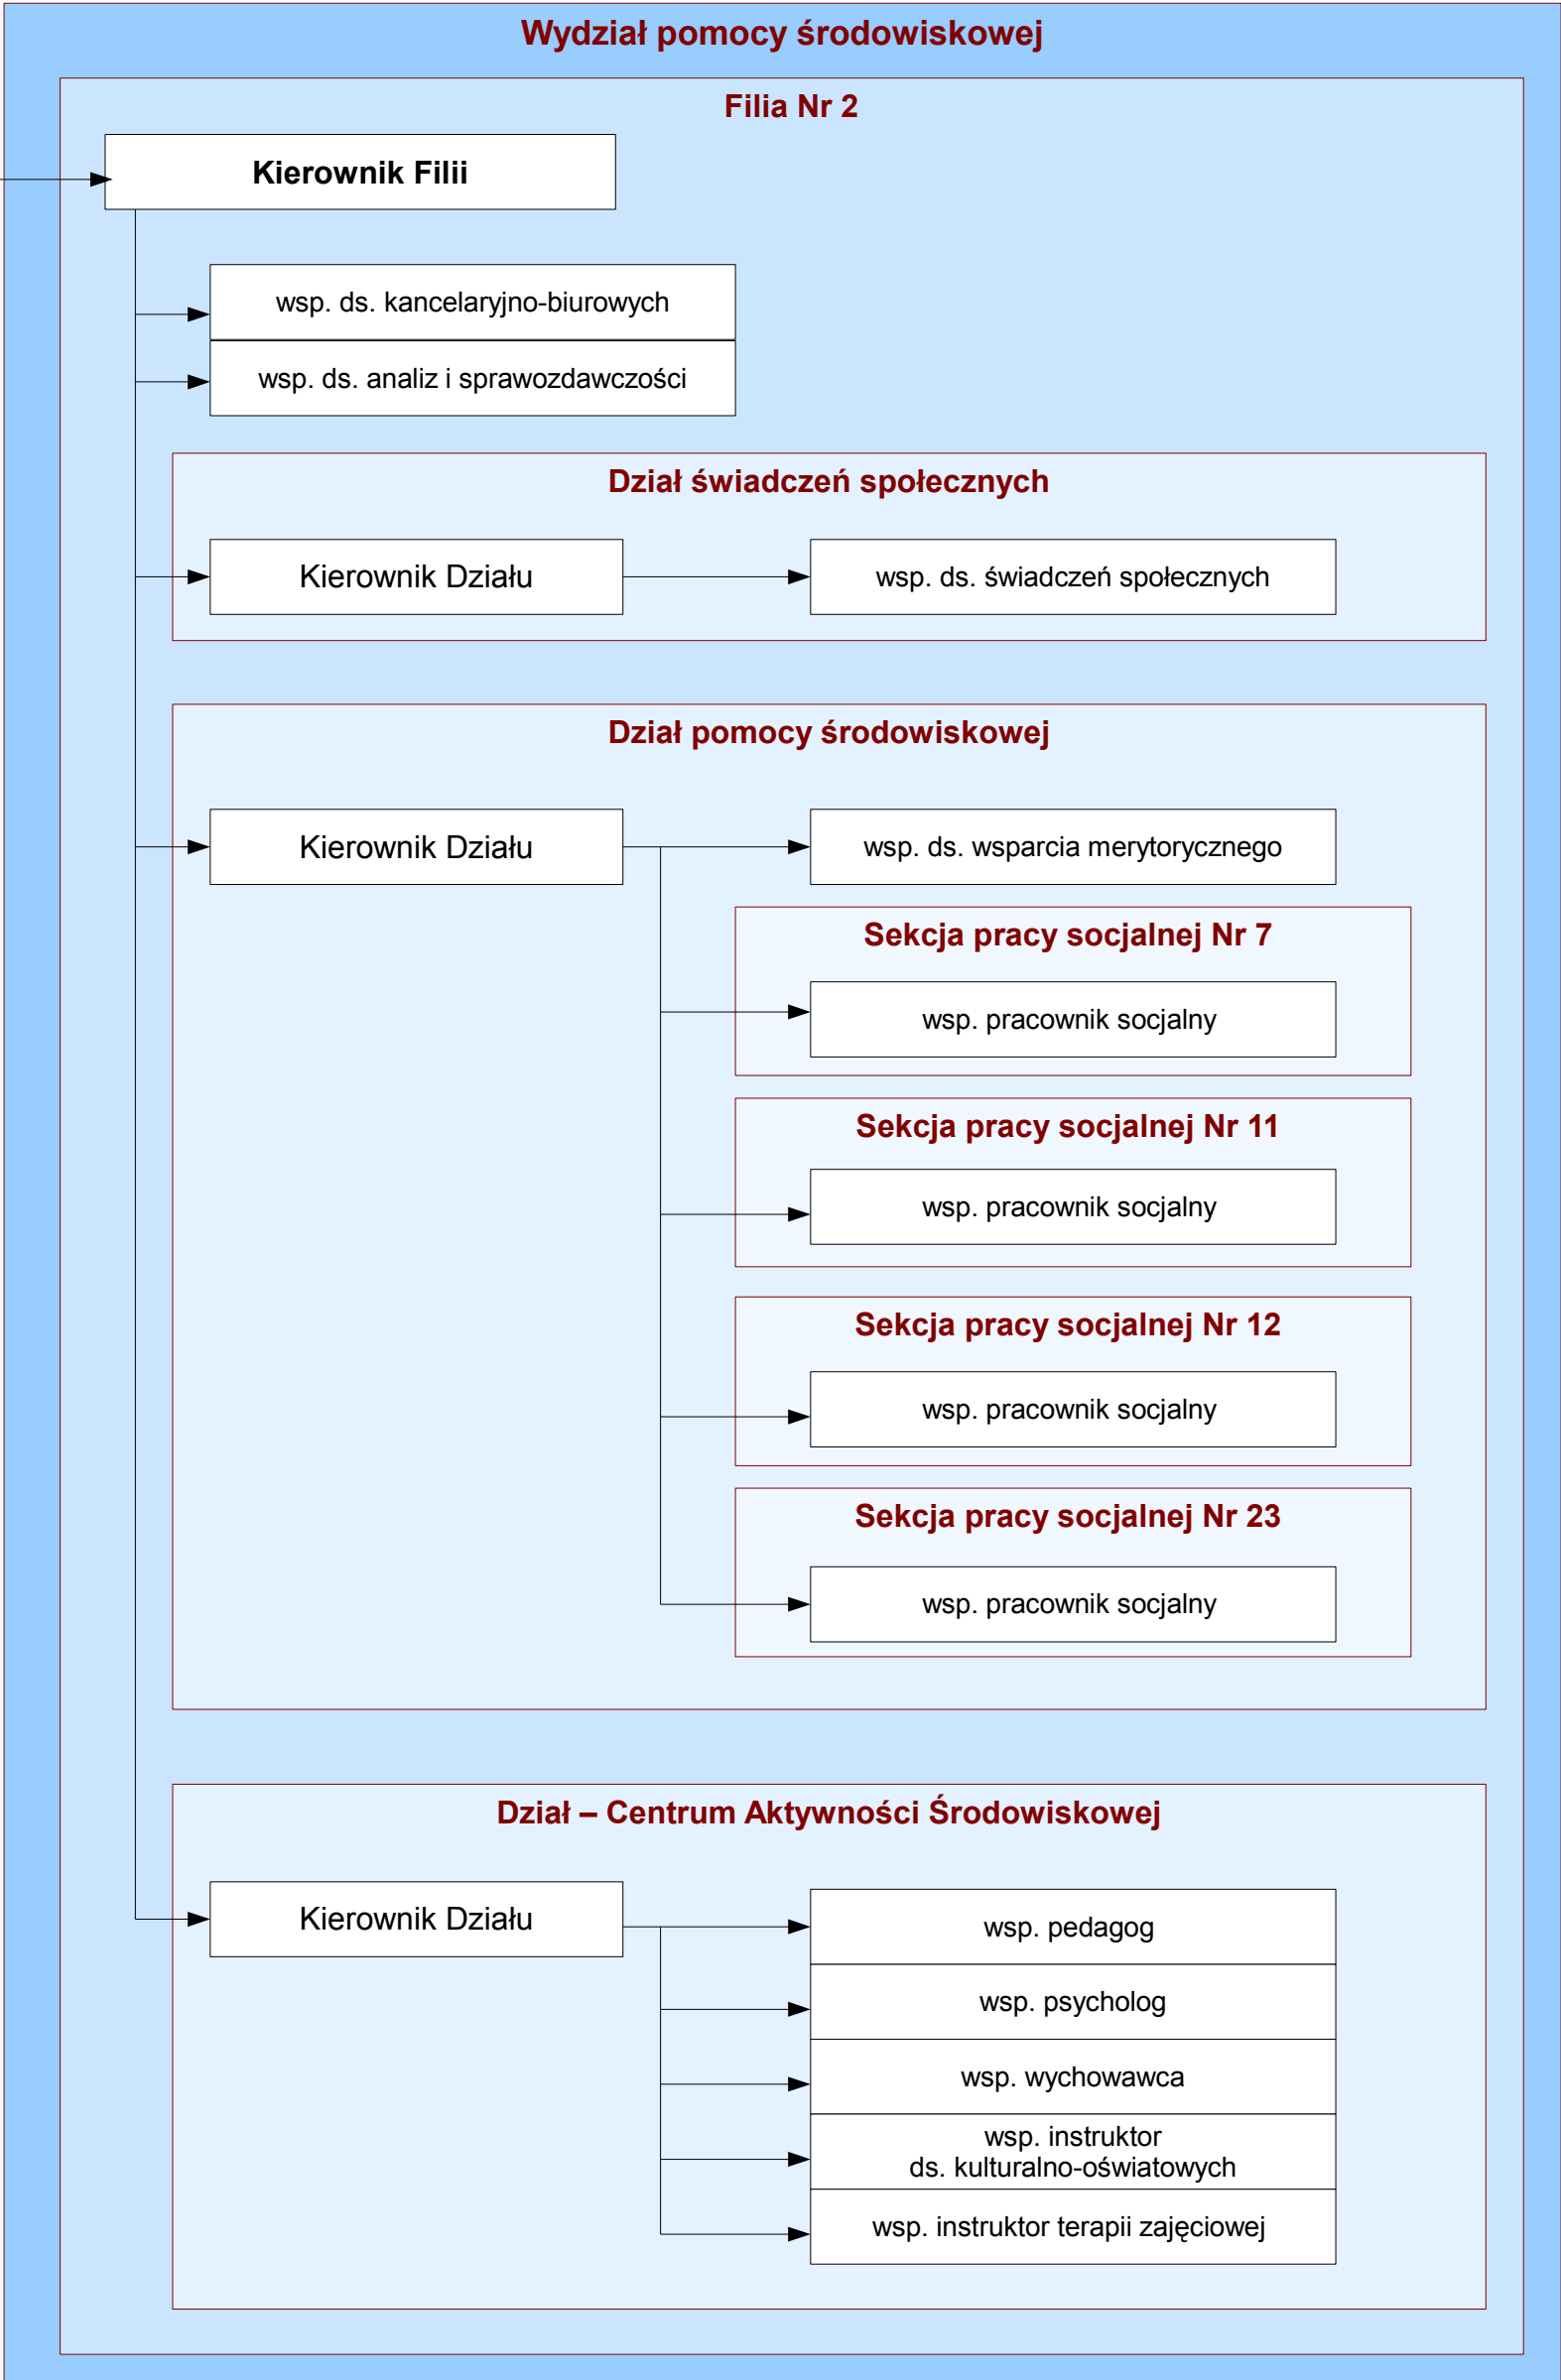 Wydział pomocy środowiskowej
Filia Nr 2
Kierownik Filii
wsp. ds. kancelaryjno-biurowych
wsp. ds. analiz i sprawozdawczości
Dział świadczeń społecznych
Kierownik Działu
wsp. ds. świadczeń społecznych
Dział pomocy środowiskowej
Kierownik Działu
wsp. ds. wsparcia merytorycznego
Sekcja pracy socjalnej Nr 7
wsp. pracownik socjalny
Sekcja pracy socjalnej Nr 11
wsp. pracownik socjalny
Sekcja pracy socjalnej Nr 12
wsp. pracownik socjalny
Sekcja pracy socjalnej Nr 23
wsp. pracownik socjalny
Dział – Centrum Aktywności Środowiskowej
Kierownik Działu
wsp. pedagog
wsp. psycholog
wsp. wychowawca
wsp. instruktor
ds. kulturalno-oświatowych
wsp. instruktor terapii zajęciowej